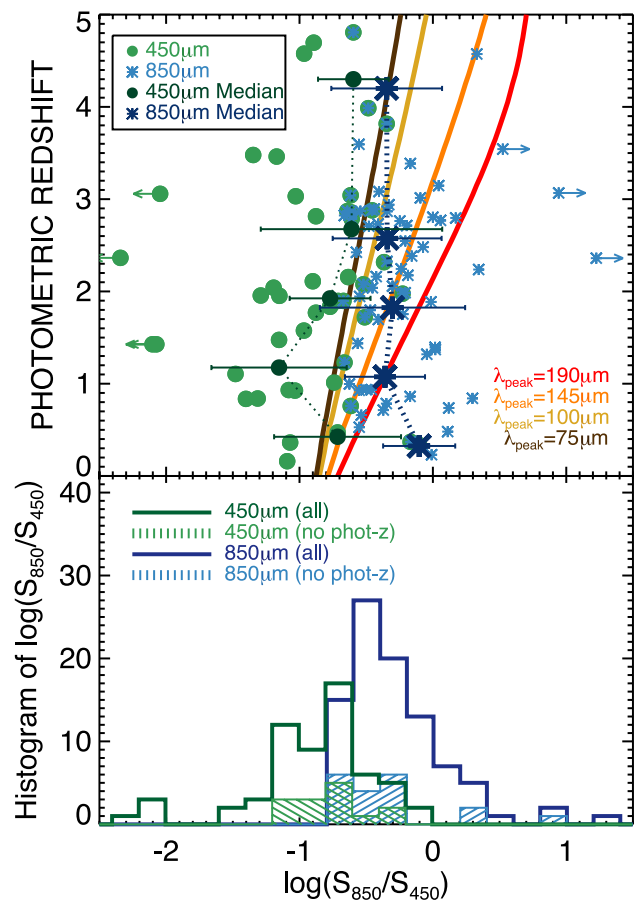 450μm
850μm
450μm Median
850μm Median
PHOTOMETRIC REDSHIFT
5
4
3
2
1
0
λpeak=190μm
λpeak=145μm
λpeak=100μm
λpeak=75μm
450μm (all)
450μm (no phot-z)
850μm (all)
850μm (no phot-z)
Histogram of log(S850/S450)
40
30
20
10
0
-2 -1 0 1
log(S850/S450)